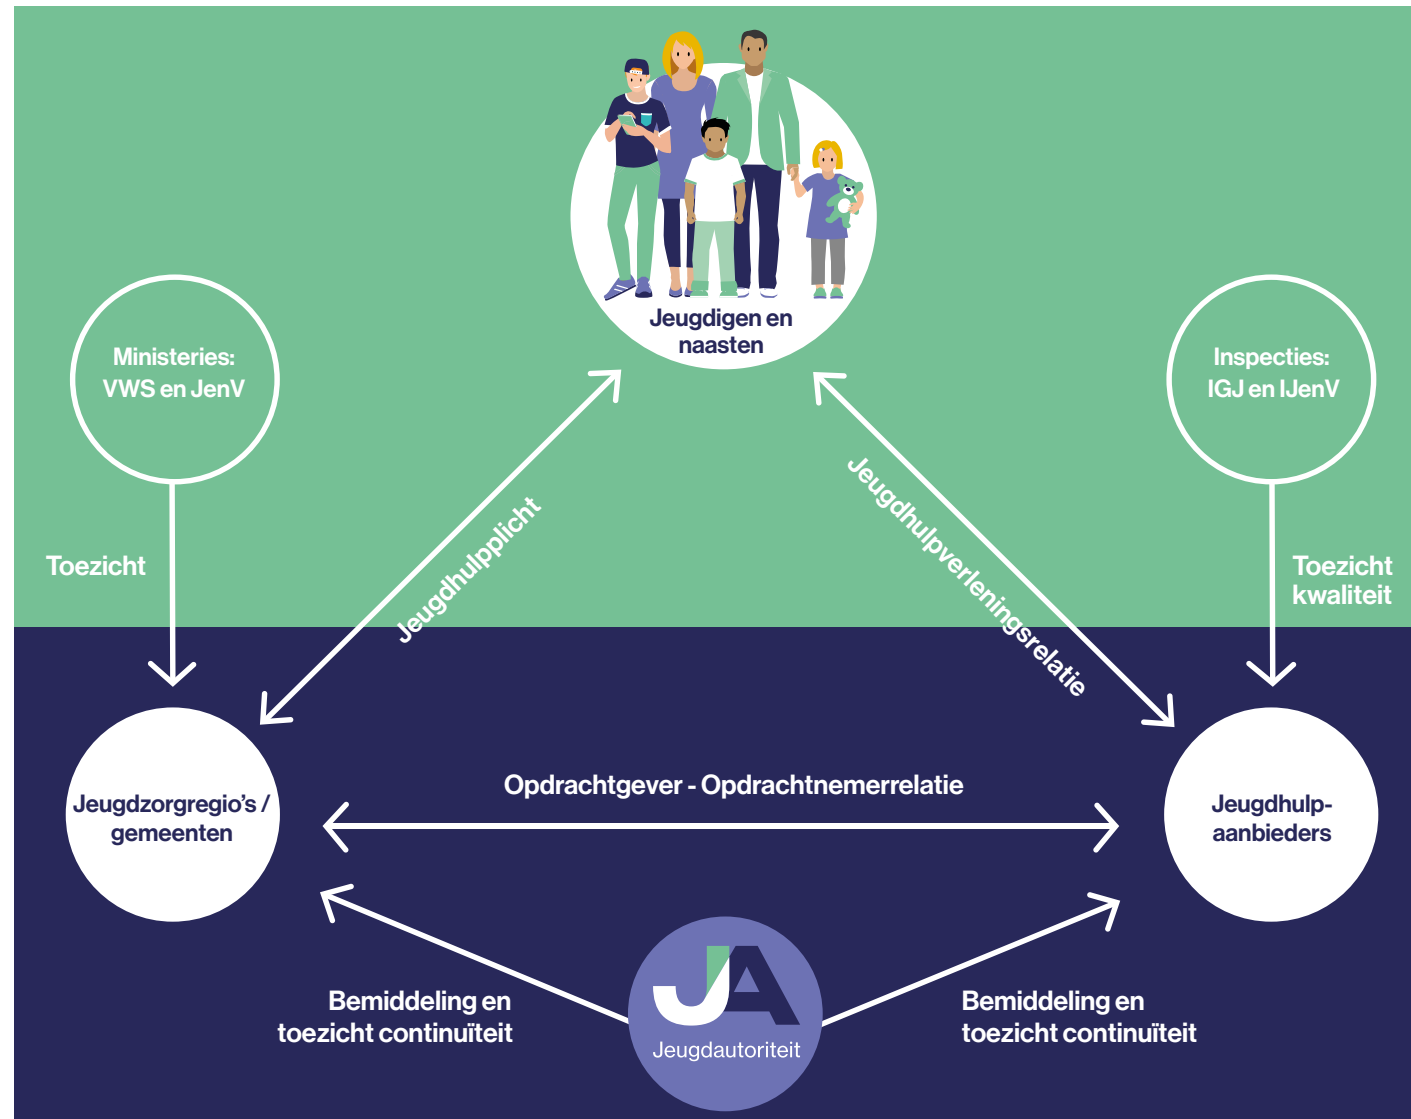 Jeugdigen en
naasten
Ministeries:
VWS en JenV
Inspecties:
IGJ en IJenV
Toezicht
Jeugdhulpplicht
Jeugdhulpverleningsrelatie
Toezicht
kwaliteit
Jeugdzorgregio's /
gemeenten
Opdrachtgever - Opdrachtnemerrelatie
Jeugdhulp-
aanbieders
Bemiddeling en
toezicht continuïteit
JA
Jeugdautoriteit
Bemiddeling en
toezicht continuïteit